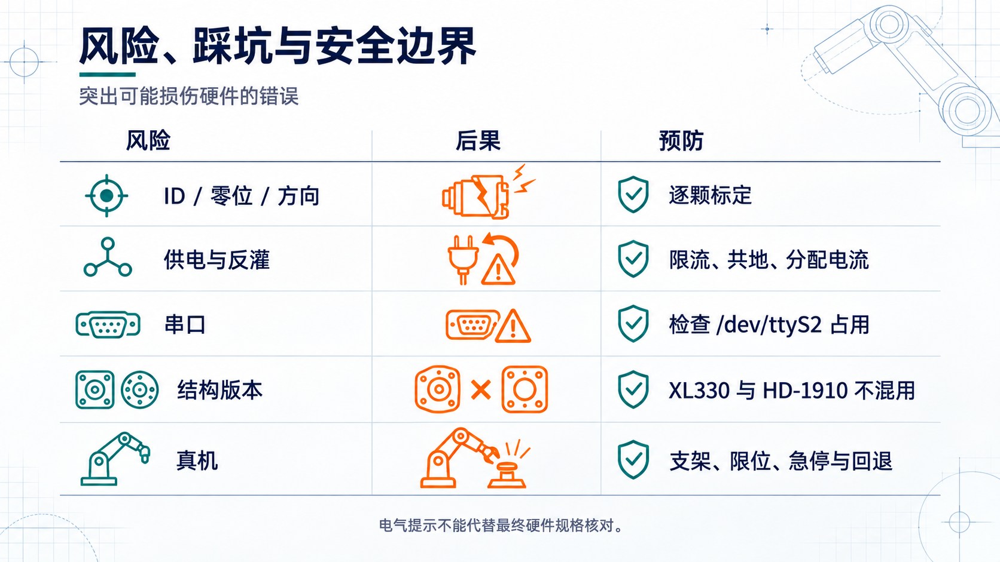 风险、踩坑与安全边界
突出可能损伤硬件的错误
风险 后果 预防
ID / 零位 / 方向 逐颗标定
供电与反灌 限流、共地、分配电流
串口 检查 /dev/ttyS2 占用
结构版本 XL330 与 HD-1910 不混用
真机 支架、限位、急停与回退
电气提示不能代替最终硬件规格核对。